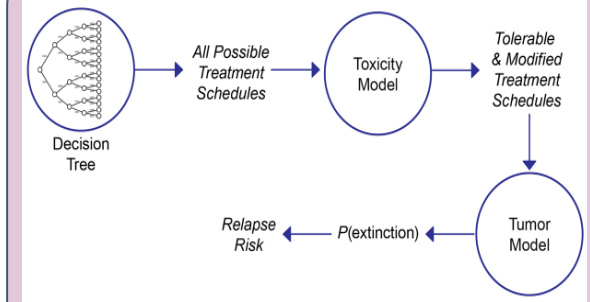 Decision
Tree
All Possible
Treatment
Schedules
Toxicity
Model
Tolerable
& Modified
Treatment
Schedules
Tumor
Model
P(extinction)
Relapse
Risk